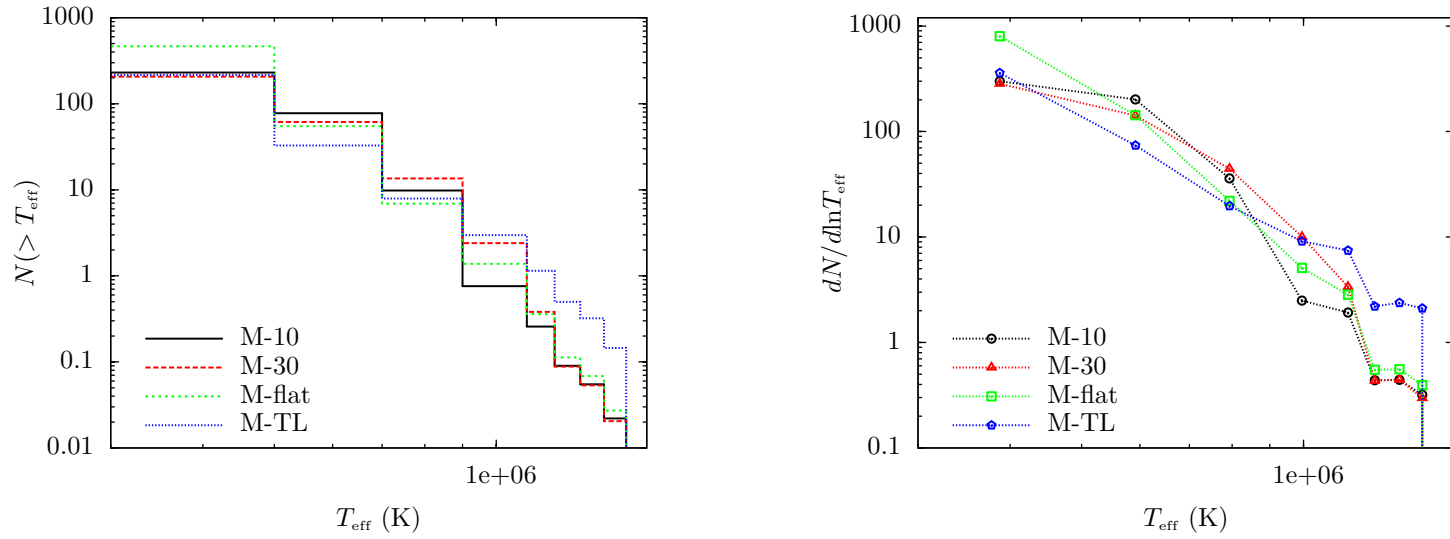 1000
100
10
1
0.1
0.01
N(> T_eff)
M-10
M-30
M-flat
M-TL
1e+06
T_eff (K)
1000
100
10
1
0.1
dN/dlnT_eff
M-10
M-30
M-flat
M-TL
1e+06
T_eff (K)